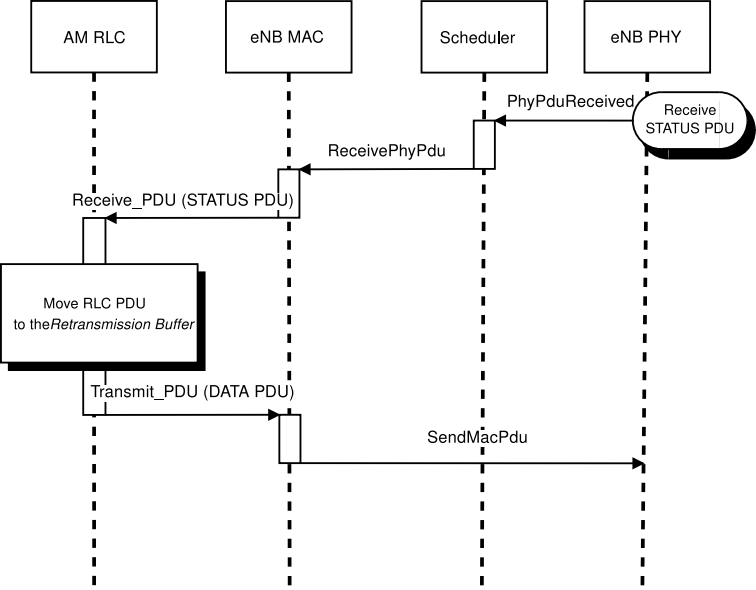 AM RLC
eNB MAC
Scheduler
eNB PHY
PhyPduReceived
Receive
STATUS PDU
ReceivePhyPdu
Receive_PDU (STATUS PDU)
Move RLC PDU
to theRetransmission Buffer
Transmit_PDU (DATA PDU)
SendMacPdu